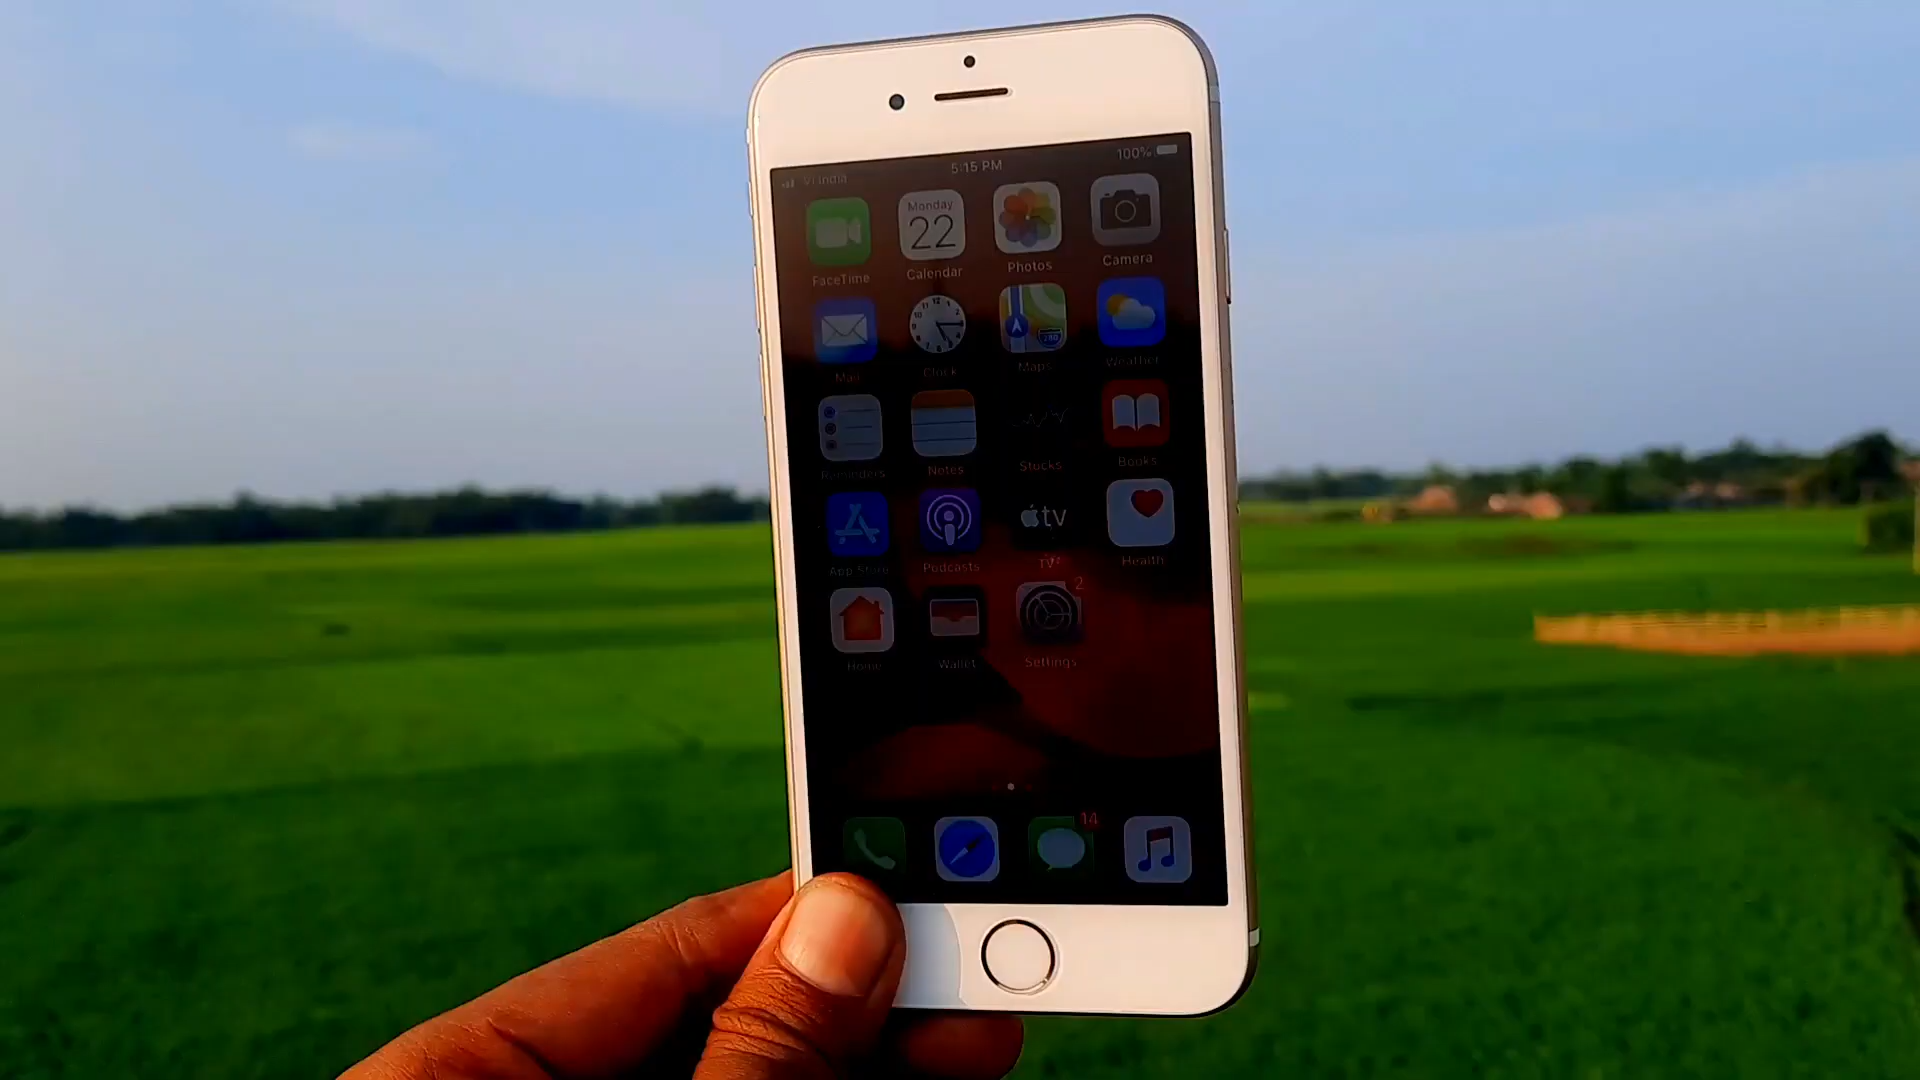 Vi India 5:15 PM 100%
Monday
22
FaceTime Calendar Photos Camera
Mail Clock Maps Weather
280
Reminders Notes Stocks Books
tv
App Store Podcasts TV Health
2
Home Wallet Settings
14